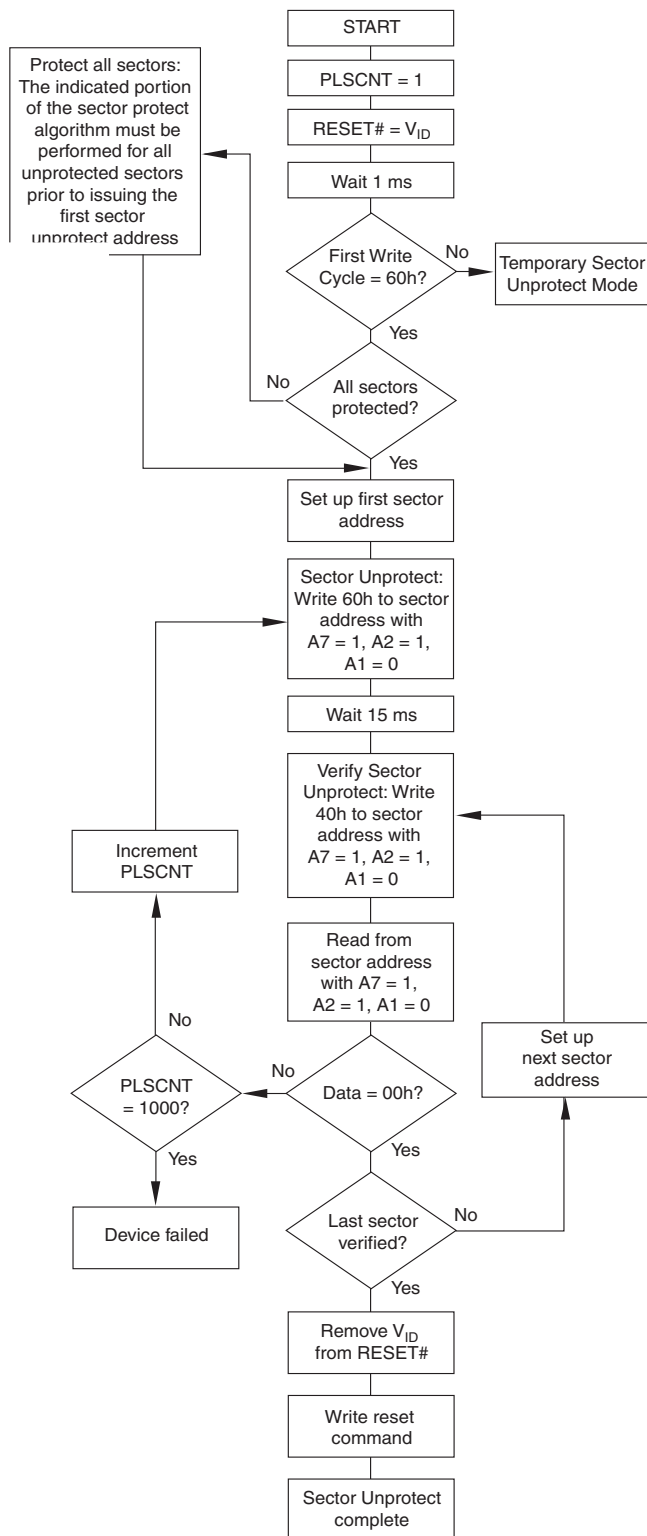 START
PLSCNT = 1
RESET# = VID
Wait 1 ms
Protect all sectors:
The indicated portion
of the sector protect
algorithm must be
performed for all
unprotected sectors
prior to issuing the
first sector
unprotect address
First Write
Cycle = 60h?
No
Temporary Sector
Unprotect Mode
Yes
All sectors
protected?
No
Yes
Set up first sector
address
Sector Unprotect:
Write 60h to sector
address with
A7 = 1, A2 = 1,
A1 = 0
Wait 15 ms
Verify Sector
Unprotect: Write
40h to sector
address with
A7 = 1, A2 = 1,
A1 = 0
Increment
PLSCNT
Read from
sector address
with A7 = 1,
A2 = 1, A1 = 0
No
Set up
next sector
address
No
PLSCNT
= 1000?
Data = 00h?
Yes
Yes
Device failed
Last sector
verified?
No
Yes
Remove VID
from RESET#
Write reset
command
Sector Unprotect
complete